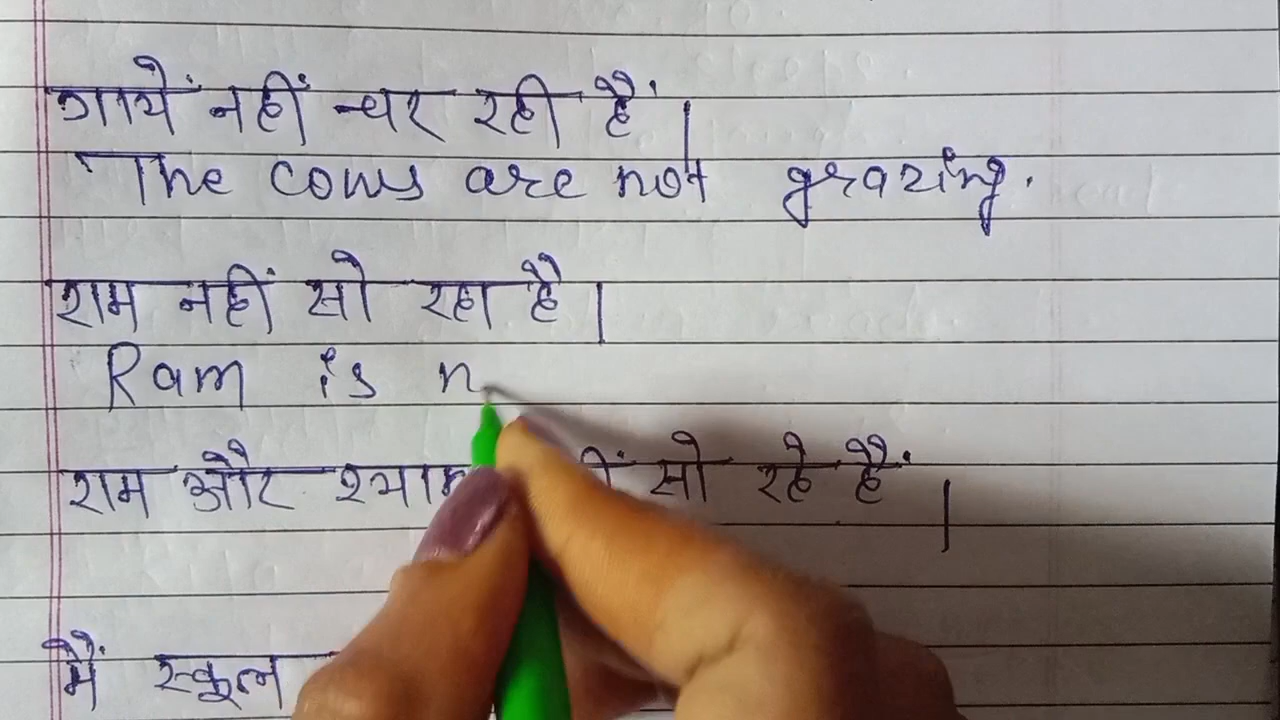 गायें नहीं चर रही हैं।
The cows are not grazing.
राम नहीं सो रहा है।
Ram is n
राम और श्याम सो रहे हैं।
मैं स्कूल